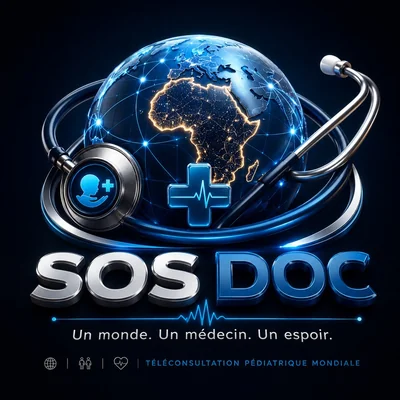 SOS DOC
Un monde. Un médecin. Un espoir.
TÉLÉCONSULTATION PÉDIATRIQUE MONDIALE